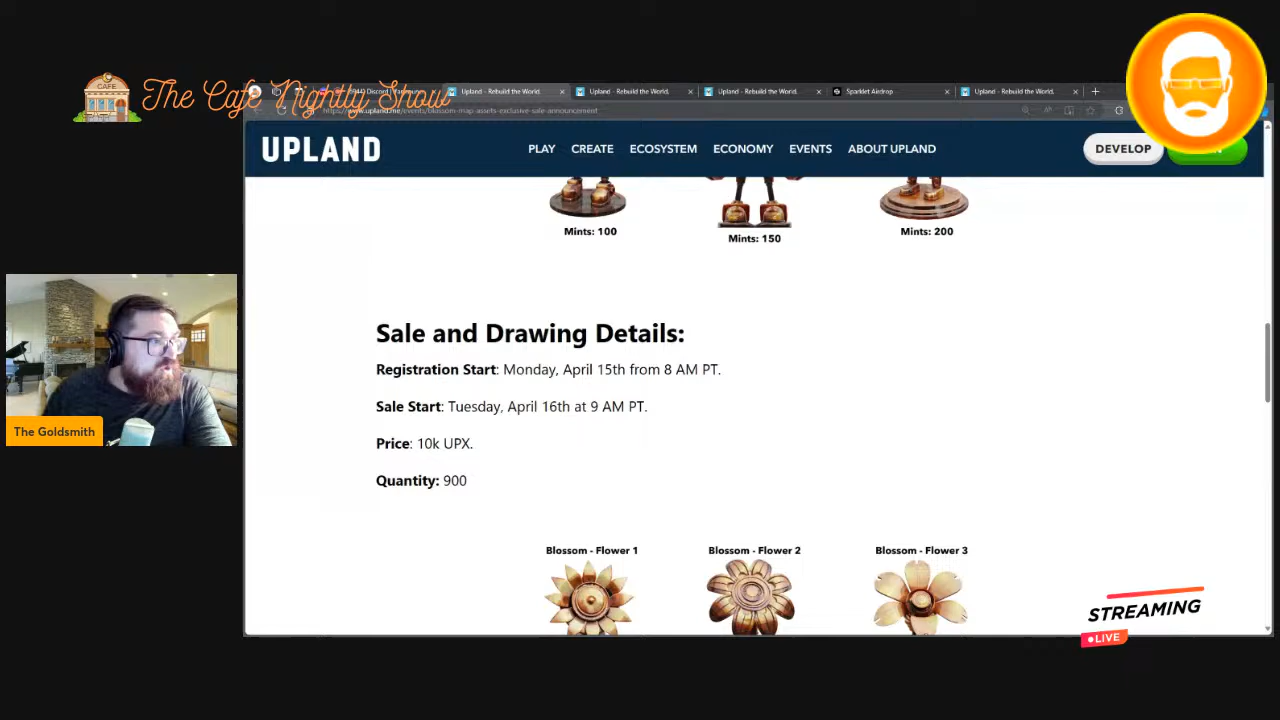 The Cafe Nightly Show
CAFE
Upland - Rebuild the World.
Upland - Rebuild the World.
Upland - Rebuild the World.
Sparklet Airdrop
Upland - Rebuild the World.
UPLAND
PLAY
CREATE
ECOSYSTEM
ECONOMY
EVENTS
ABOUT UPLAND
DEVELOP
Mints: 100
Mints: 150
Mints: 200
Sale and Drawing Details:
Registration Start: Monday, April 15th from 8 AM PT.
Sale Start: Tuesday, April 16th at 9 AM PT.
Price: 10k UPX.
Quantity: 900
Blossom - Flower 1
Blossom - Flower 2
Blossom - Flower 3
The Goldsmith
STREAMING
LIVE